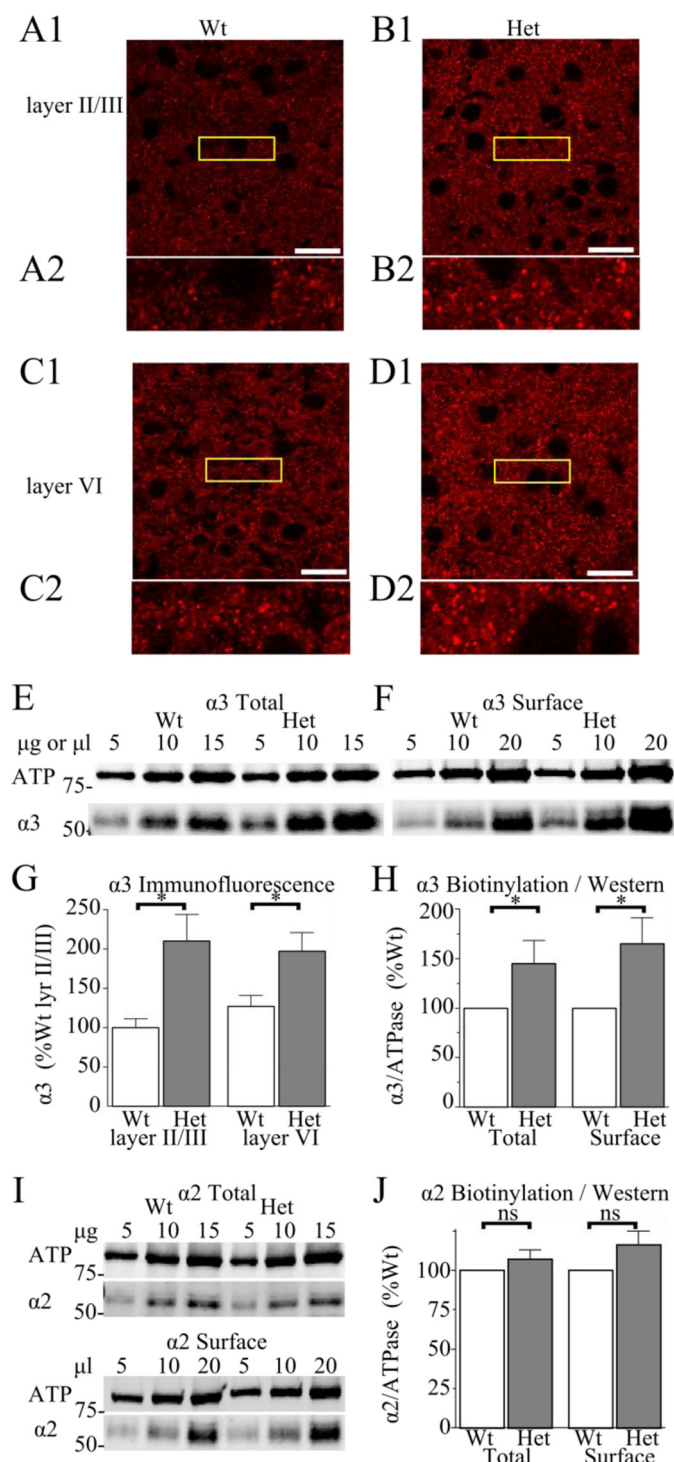 A1 Wt B1 Het
layer II/III
A2 B2
C1 D1
layer VI
C2 D2
E α3 Total F α3 Surface
Wt Het Wt Het
μg or μl 5 10 15 5 10 15 5 10 20 5 10 20
ATP
75-
α3
50
G α3 Immunofluorescence
* *
α3 (%Wt lyr II/III)
250
200
150
100
50
0
Wt Het Wt Het
layer II/III layer VI
H α3 Biotinylation / Western
* *
α3/ATPase (%Wt)
200
150
100
50
0
Wt Het Wt Het
Total Surface
I α2 Total
Wt Het
μg 5 10 15 5 10 15
ATP
75-
α2
50-
α2 Surface
μl 5 10 20 5 10 20
ATP
75-
α2
50-
J α2 Biotinylation / Western
ns ns
α2/ATPase (%Wt)
100
75
50
25
0
Wt Het Wt Het
Total Surface